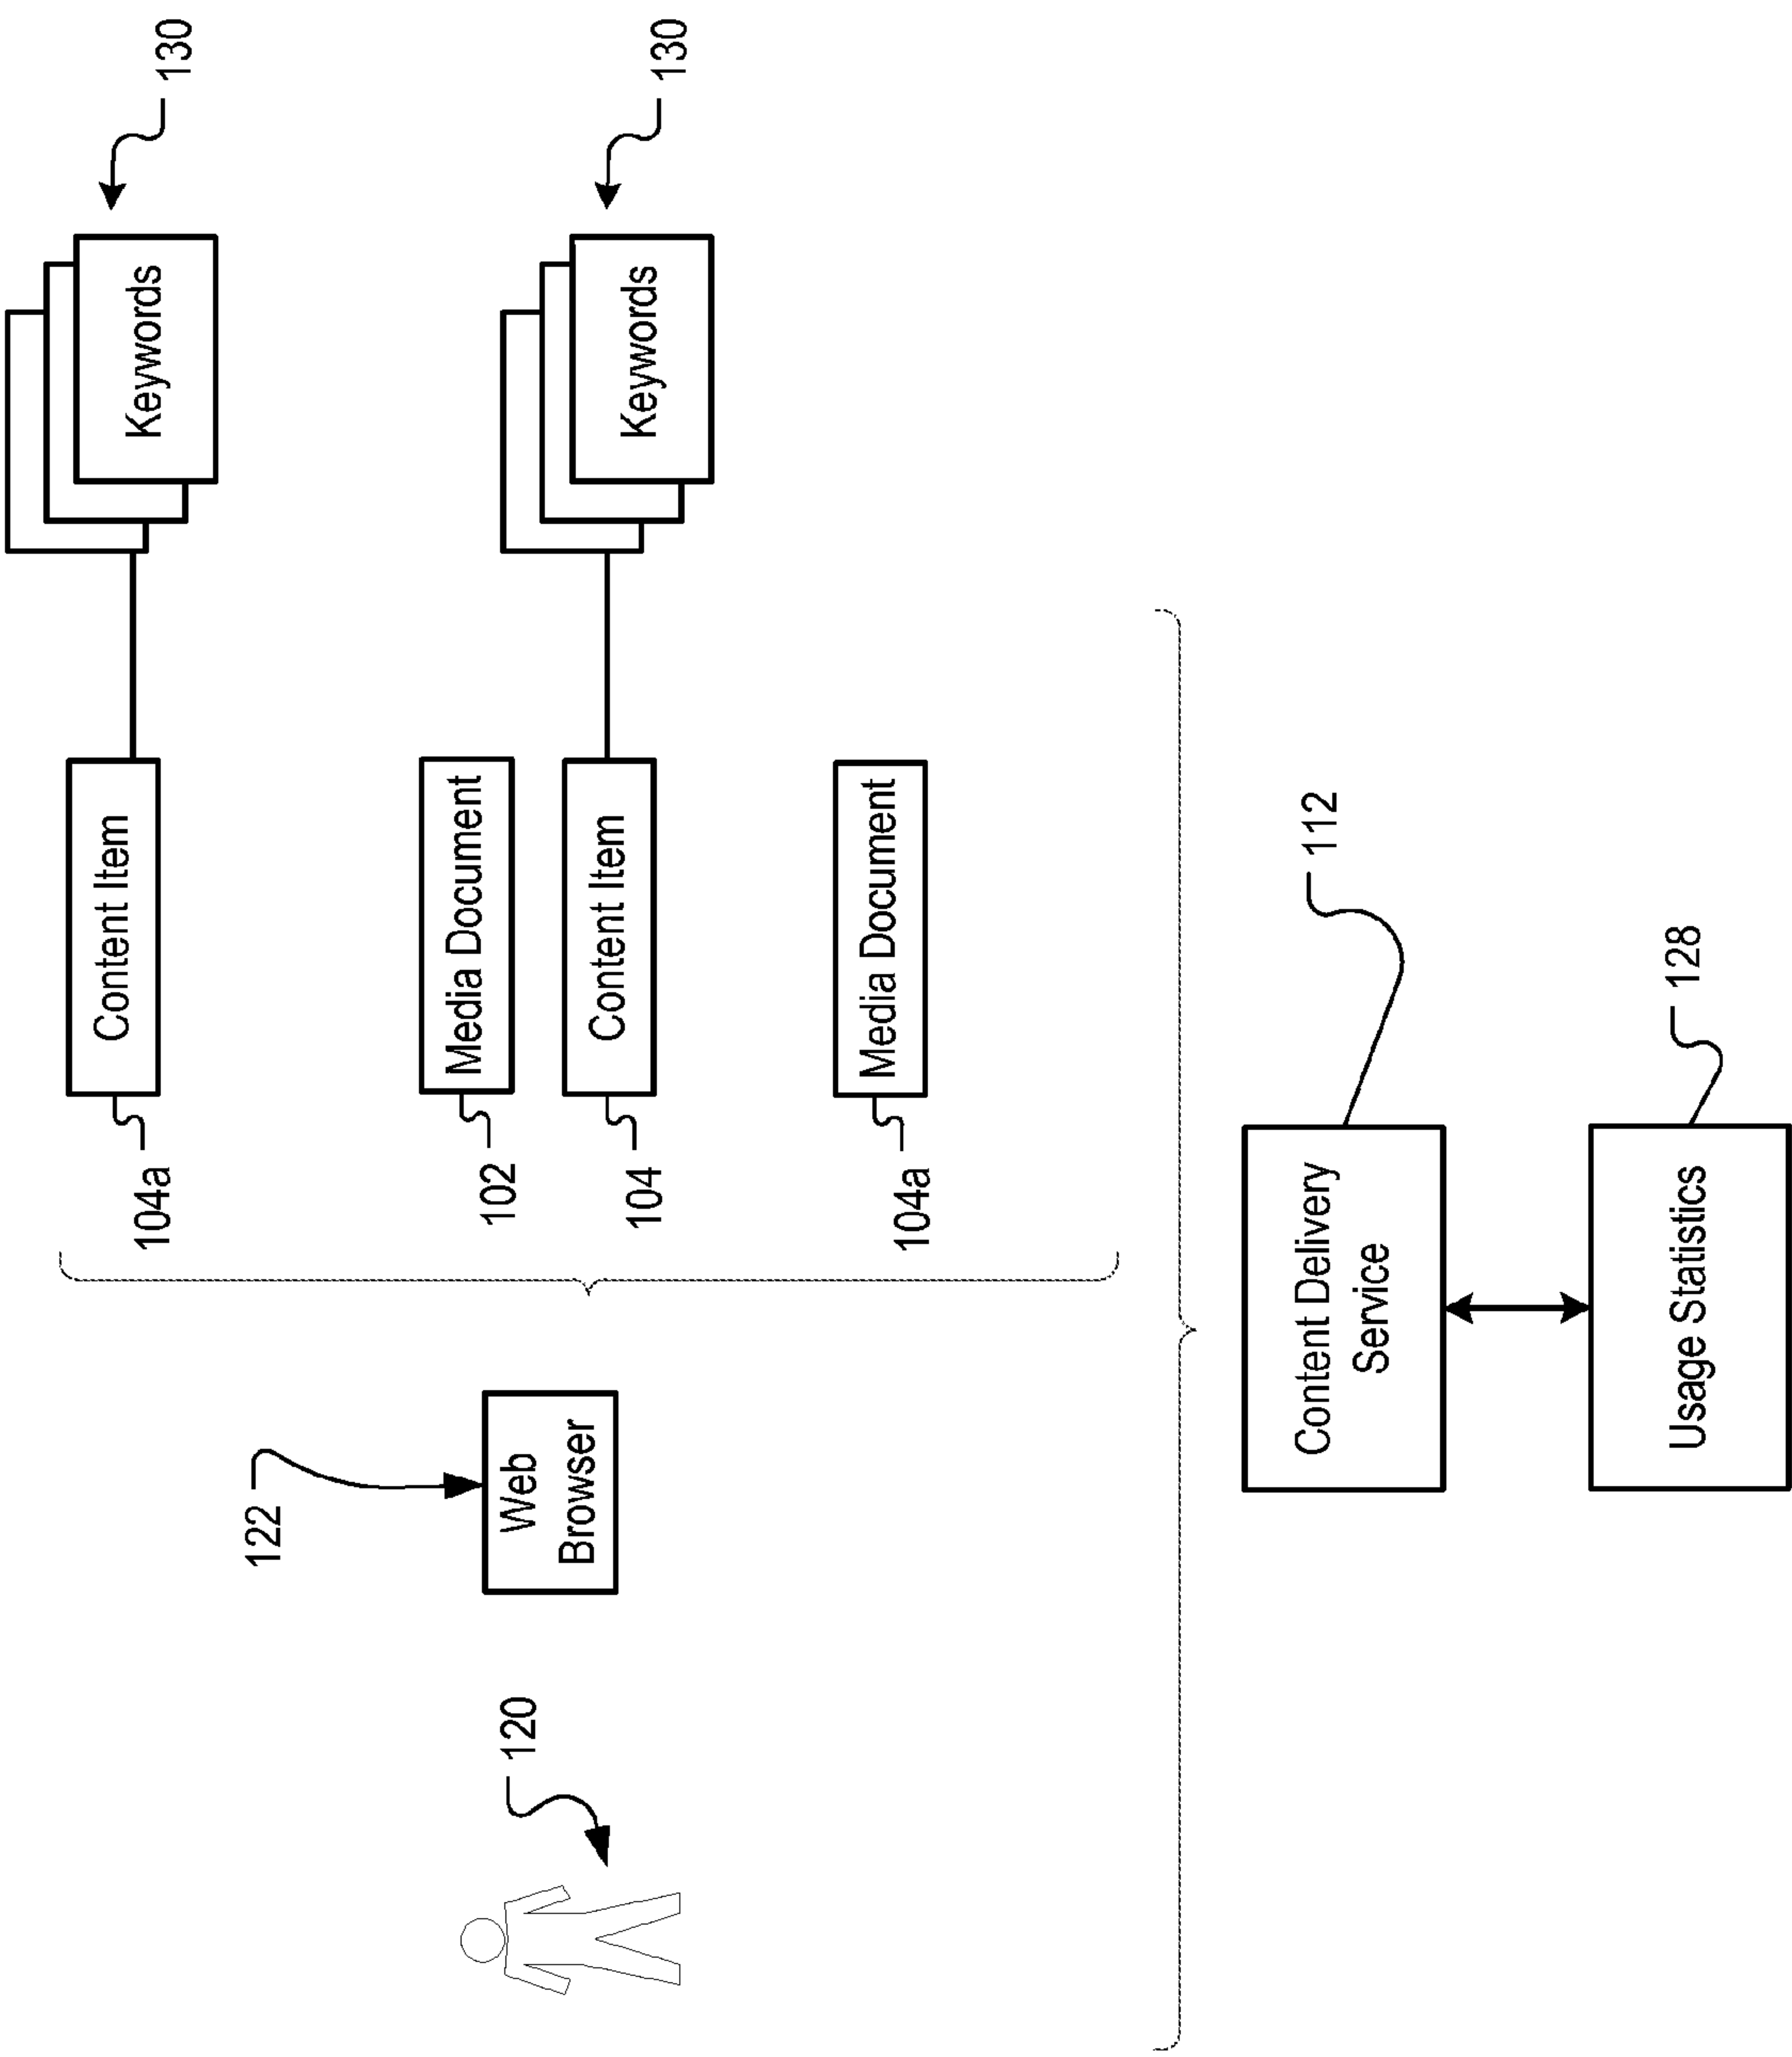 130
Keywords
Content Item
104a
130
Keywords
Media Document
102
Content Item
104
Media Document
104a
122
Web
Browser
120
112
Content Delivery
Service
128
Usage Statistics